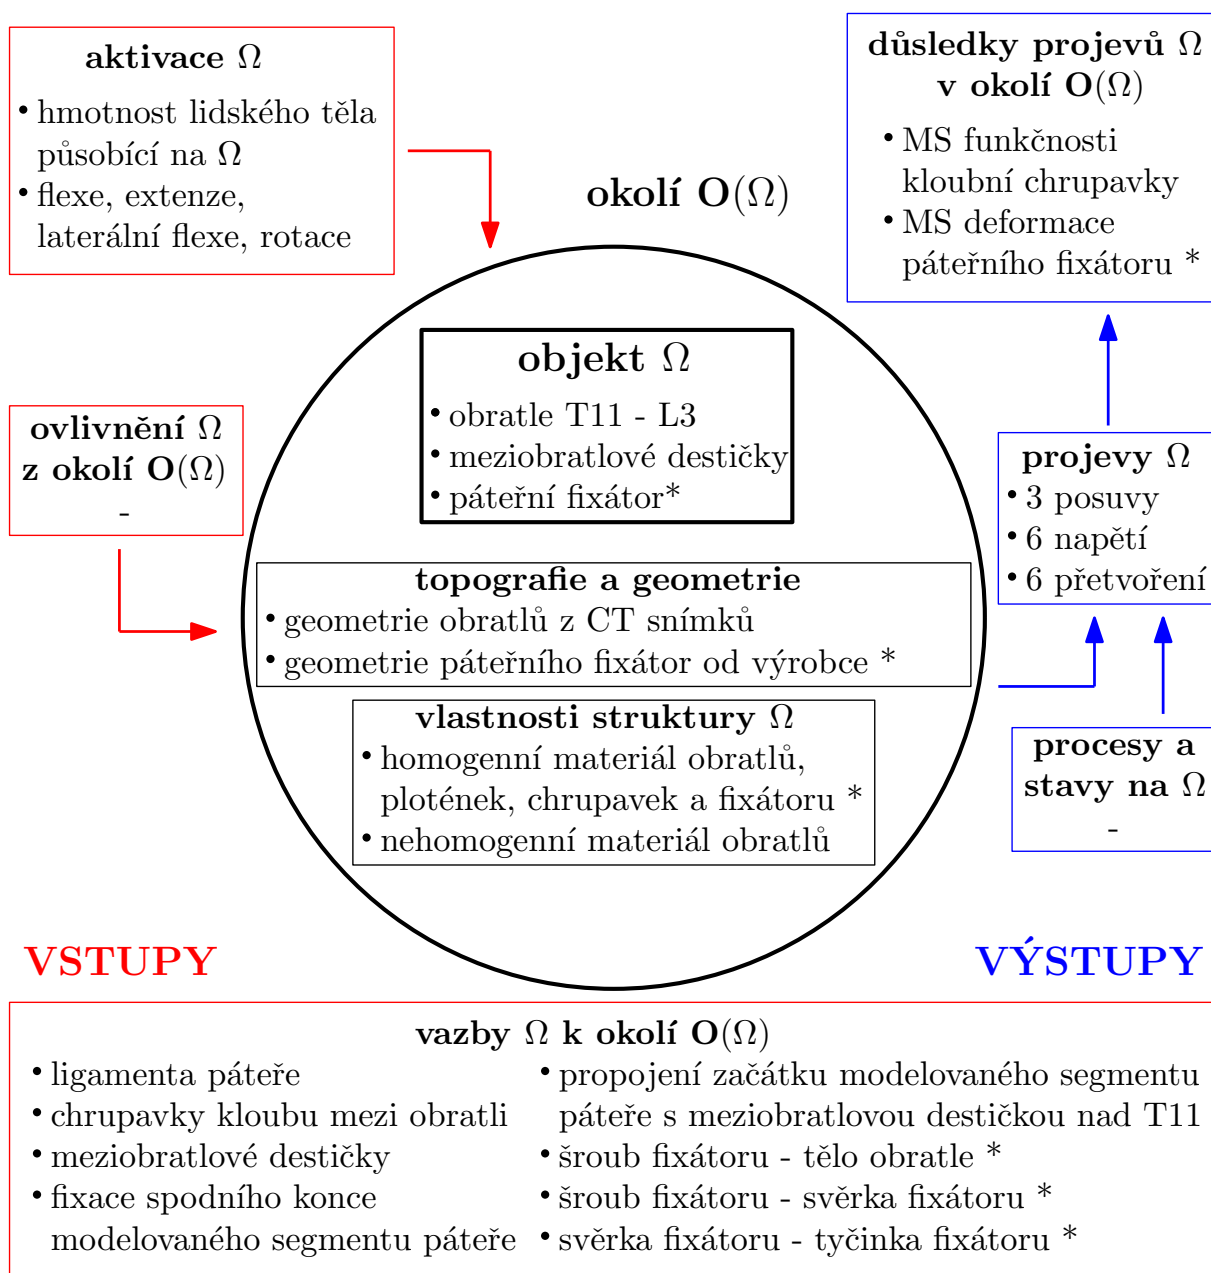 aktivace Ω
• hmotnost lidského těla
působící na Ω
• flexe, extenze,
laterální flexe, rotace
důsledky projevů Ω
v okolí O(Ω)
• MS funkčnosti
kloubní chrupavky
• MS deformace
páteřního fixátoru *
okolí O(Ω)
objekt Ω
• obratle T11 - L3
• meziobratlové destičky
• páteřní fixátor*
ovlivnění Ω
z okolí O(Ω)
-
projevy Ω
• 3 posuvy
• 6 napětí
• 6 přetvoření
topografie a geometrie
• geometrie obratlů z CT snímků
• geometrie páteřního fixátor od výrobce *
vlastnosti struktury Ω
• homogenní materiál obratlů,
plotének, chrupavek a fixátoru *
• nehomogenní materiál obratlů
procesy a
stavy na Ω
-
VSTUPY
VÝSTUPY
vazby Ω k okolí O(Ω)
• ligamenta páteře
• chrupavky kloubu mezi obratli
• meziobratlové destičky
• fixace spodního konce
modelovaného segmentu páteře
• propojení začátku modelovaného segmentu
páteře s meziobratlovou destičkou nad T11
• šroub fixátoru - tělo obratle *
• šroub fixátoru - svěrka fixátoru *
• svěrka fixátoru - tyčinka fixátoru *